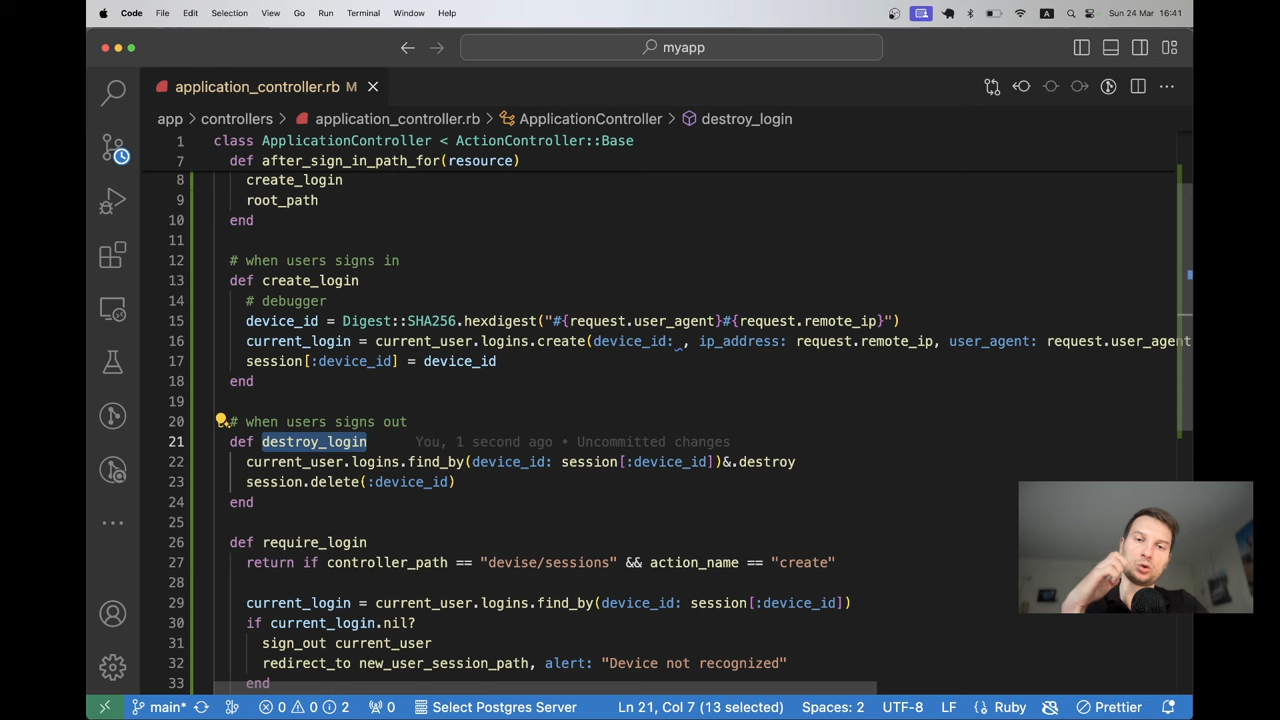 Code File Edit Selection View Go Run Terminal Window Help A Sun 24 Mar 16:41
myapp
application_controller.rb M
app > controllers > application_controller.rb > ApplicationController > destroy_login
1 class ApplicationController < ActionController::Base
7 def after_sign_in_path_for(resource)
8 create_login
9 root_path
10 end
11
12 # when users signs in
13 def create_login
14 # debugger
15 device_id = Digest::SHA256.hexdigest("#{request.user_agent}#{request.remote_ip}")
16 current_login = current_user.logins.create(device_id: , ip_address: request.remote_ip, user_agent: request.user_agent
17 session[:device_id] = device_id
18 end
19
20 # when users signs out
21 def destroy_login You, 1 second ago • Uncommitted changes
22 current_user.logins.find_by(device_id: session[:device_id])&.destroy
23 session.delete(:device_id)
24 end
25
26 def require_login
27 return if controller_path == "devise/sessions" && action_name == "create"
28
29 current_login = current_user.logins.find_by(device_id: session[:device_id])
30 if current_login.nil?
31 sign_out current_user
32 redirect_to new_user_session_path, alert: "Device not recognized"
33 end
main* 0 0 2 0 Select Postgres Server Ln 21, Col 7 (13 selected) Spaces: 2 UTF-8 LF Ruby Prettier